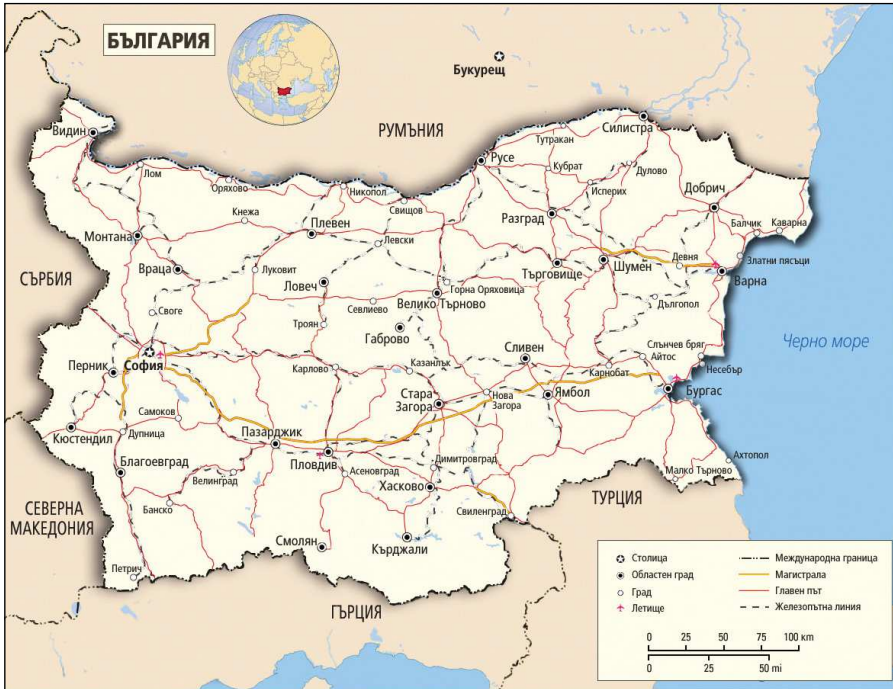 БЪЛГАРИЯ
Букурещ
РУМЪНИЯ
Видин
Силистра
Тутракан
Русе
Кубрат
Дулово
Лом
Оряхово
Никопол
Исперих
Свищов
Добрич
Кнежа
Разград
Балчик
Каварна
Плевен
Монтана
Левски
Златни пясъци
Девня
Враца
Луковит
Търговище
Шумен
Варна
СЪРБИЯ
Ловеч
Горна Оряховица
Велико Търново
Севлиево
Дългопол
Своге
Троян
Габрово
Черно море
Слънчев бряг
София
Сливен
Айтос
Несебър
Перник
Карлово
Казанлък
Карнобат
Стара
Загора
Нова
Загора
Ямбол
Бургас
Самоков
Кюстендил
Дупница
Пазарджик
Пловдив
Димитровград
Ахтопол
Благоевград
Велинград
Асеновград
Малко Търново
Хасково
ТУРЦИЯ
СЕВЕРНА
МАКЕДОНИЯ
Банско
Свиленград
Смолян
Кърджали
Петрич
ГЪРЦИЯ
Столица
Областен град
Град
Летище
Международна граница
Магистрала
Главен път
Железопътна линия
0 25 50 75 100 km
0 25 50 mi